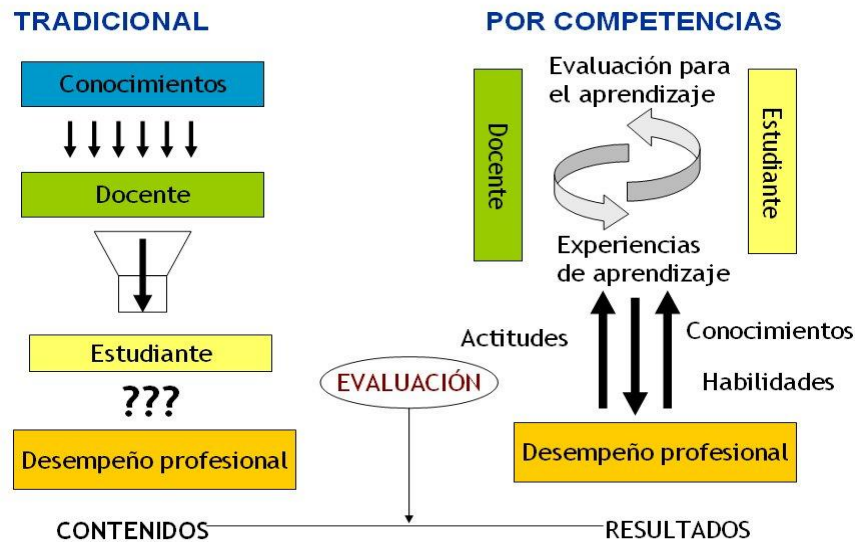 TRADICIONAL
Conocimientos
Docente
Estudiante
???
Desempeño profesional
CONTENIDOS
EVALUACIÓN
POR COMPETENCIAS
Evaluación para
el aprendizaje
Docente
Estudiante
Experiencias
de aprendizaje
Actitudes
Conocimientos
Habilidades
Desempeño profesional
RESULTADOS